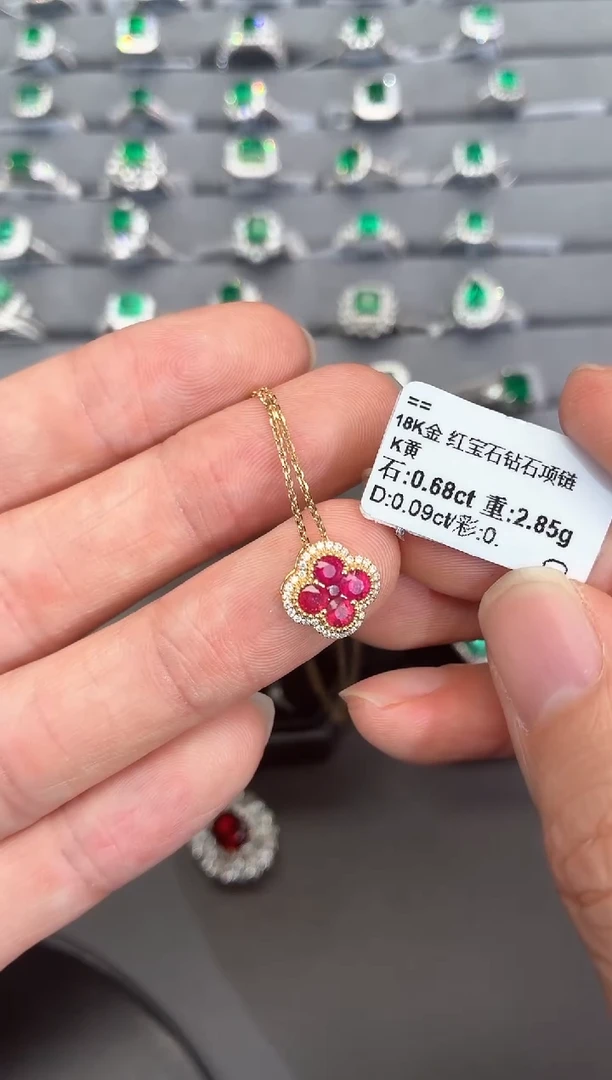 ==
18K金 红宝石钻石项链
K黄
石:0.68ct 重:2.85g
D:0.09ct/彩:0.